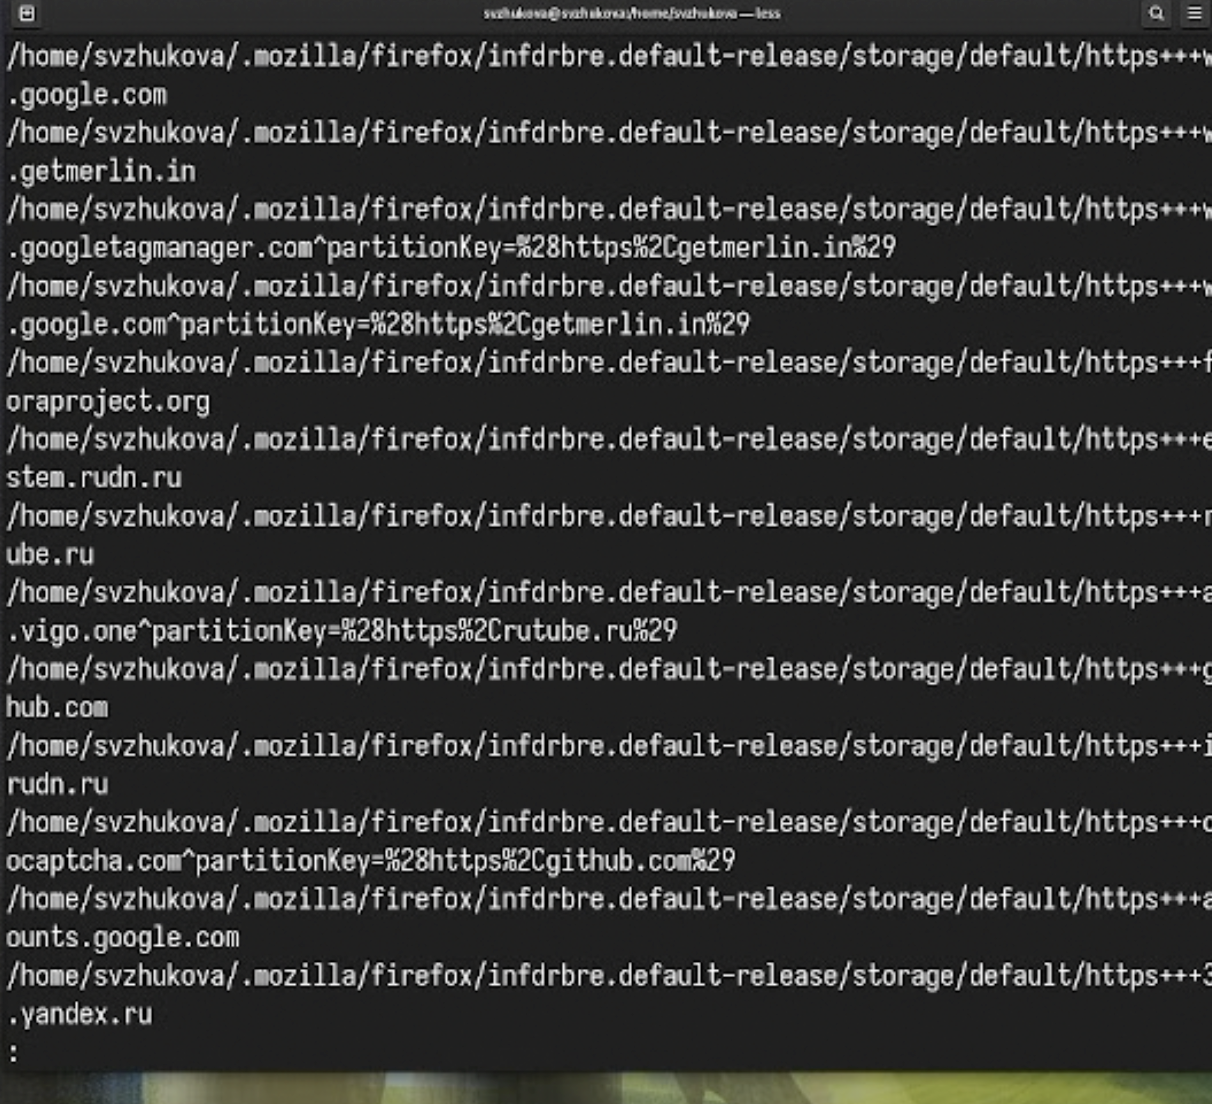 svzhukova@svzhukova:/home/svzhukova — less
/home/svzhukova/.mozilla/firefox/infdrbre.default-release/storage/default/https+++w
.google.com
/home/svzhukova/.mozilla/firefox/infdrbre.default-release/storage/default/https+++w
.getmerlin.in
/home/svzhukova/.mozilla/firefox/infdrbre.default-release/storage/default/https+++w
.googletagmanager.com^partitionKey=%28https%2Cgetmerlin.in%29
/home/svzhukova/.mozilla/firefox/infdrbre.default-release/storage/default/https+++w
.google.com^partitionKey=%28https%2Cgetmerlin.in%29
/home/svzhukova/.mozilla/firefox/infdrbre.default-release/storage/default/https+++f
oraproject.org
/home/svzhukova/.mozilla/firefox/infdrbre.default-release/storage/default/https+++e
stem.rudn.ru
/home/svzhukova/.mozilla/firefox/infdrbre.default-release/storage/default/https+++r
ube.ru
/home/svzhukova/.mozilla/firefox/infdrbre.default-release/storage/default/https+++a
.vigo.one^partitionKey=%28https%2Crutube.ru%29
/home/svzhukova/.mozilla/firefox/infdrbre.default-release/storage/default/https+++g
hub.com
/home/svzhukova/.mozilla/firefox/infdrbre.default-release/storage/default/https+++i
rudn.ru
/home/svzhukova/.mozilla/firefox/infdrbre.default-release/storage/default/https+++o
ocaptcha.com^partitionKey=%28https%2Cgithub.com%29
/home/svzhukova/.mozilla/firefox/infdrbre.default-release/storage/default/https+++a
ounts.google.com
/home/svzhukova/.mozilla/firefox/infdrbre.default-release/storage/default/https+++3
.yandex.ru
: